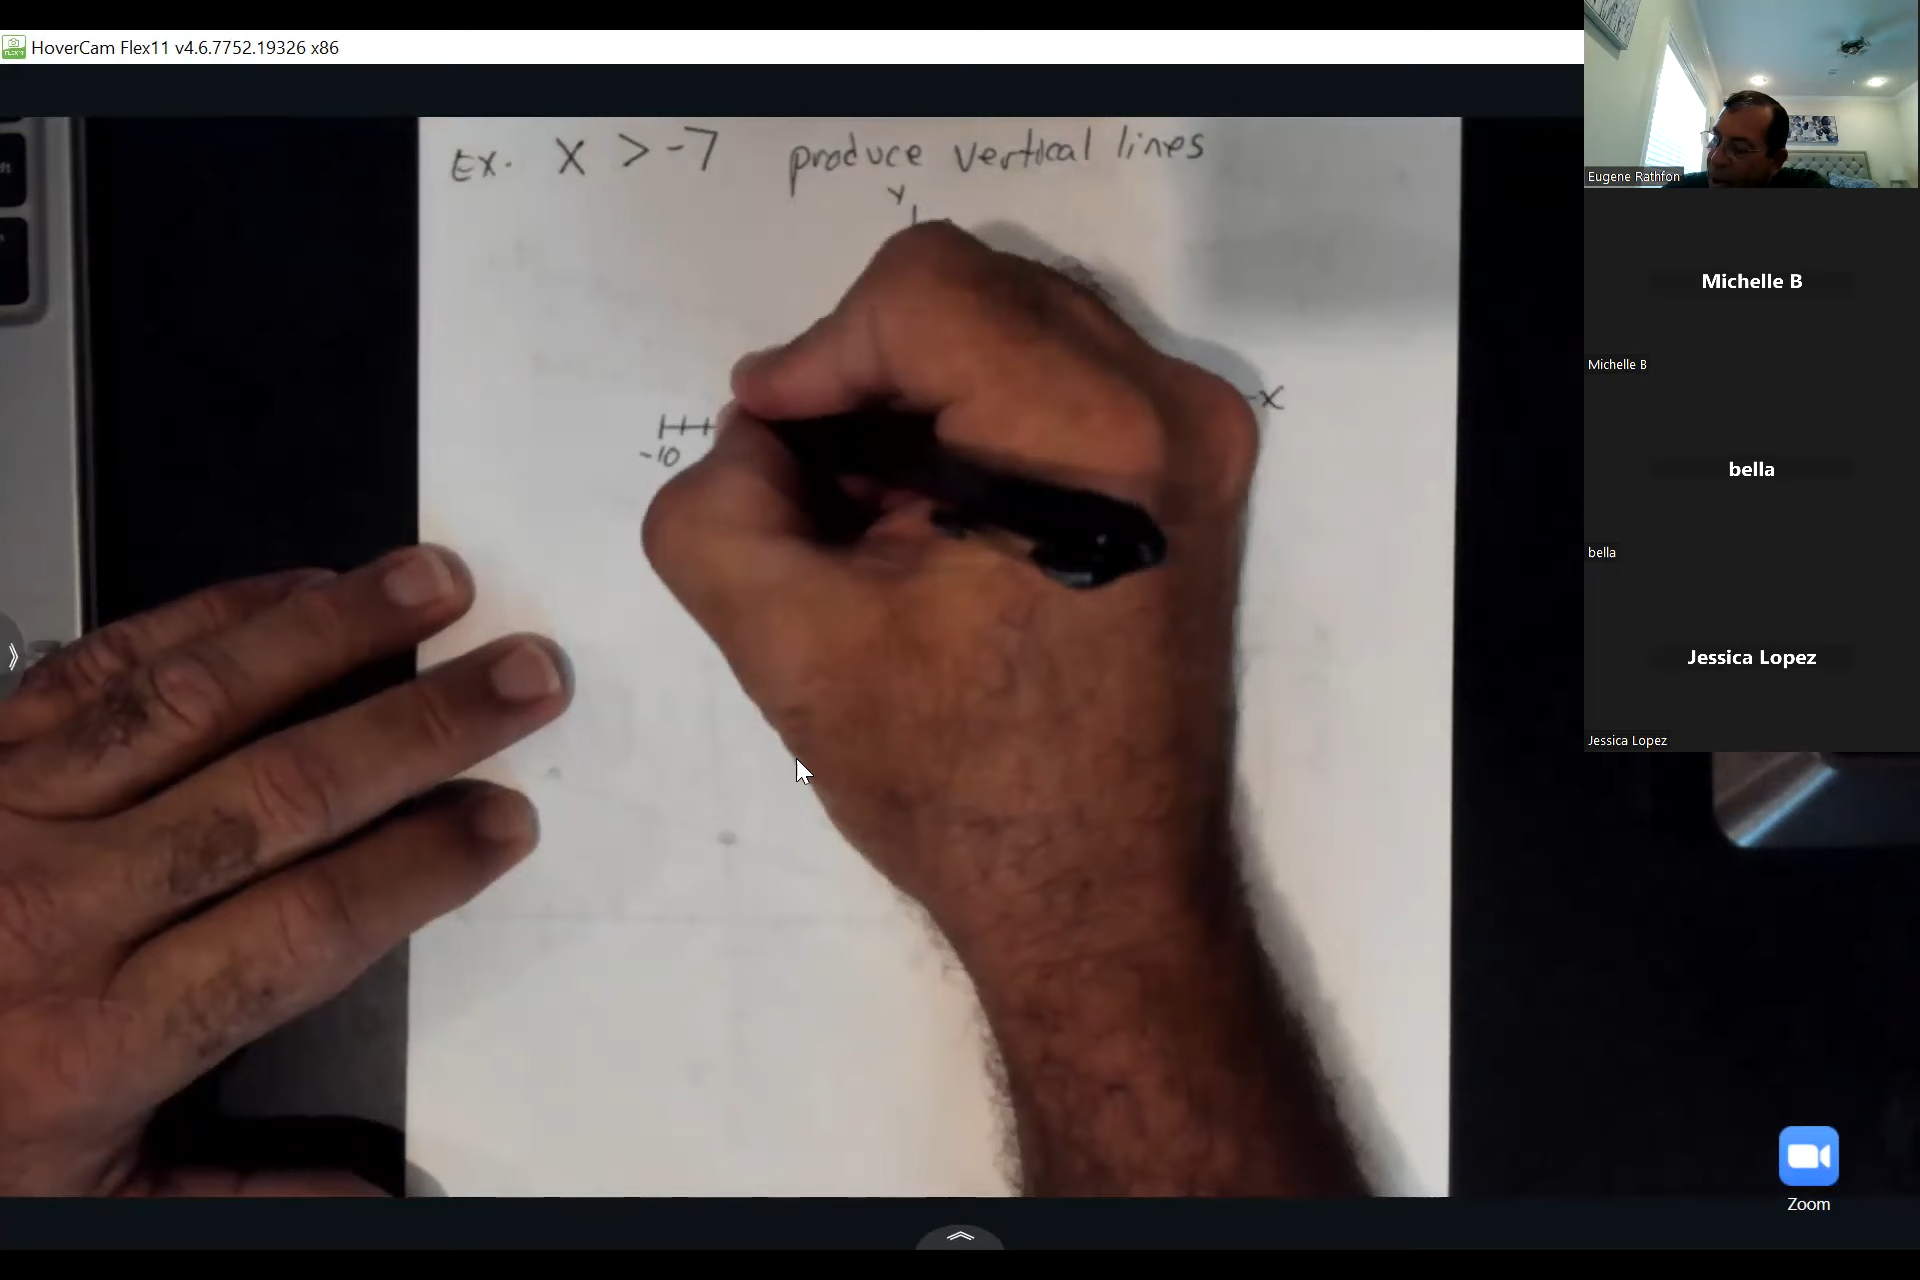 HoverCam Flex11 v4.6.7752.19326 x86
Ex. X > -7 produce vertical lines
y
x
-10
Eugene Rathfon
Michelle B
Michelle B
bella
bella
Jessica Lopez
Jessica Lopez
Zoom